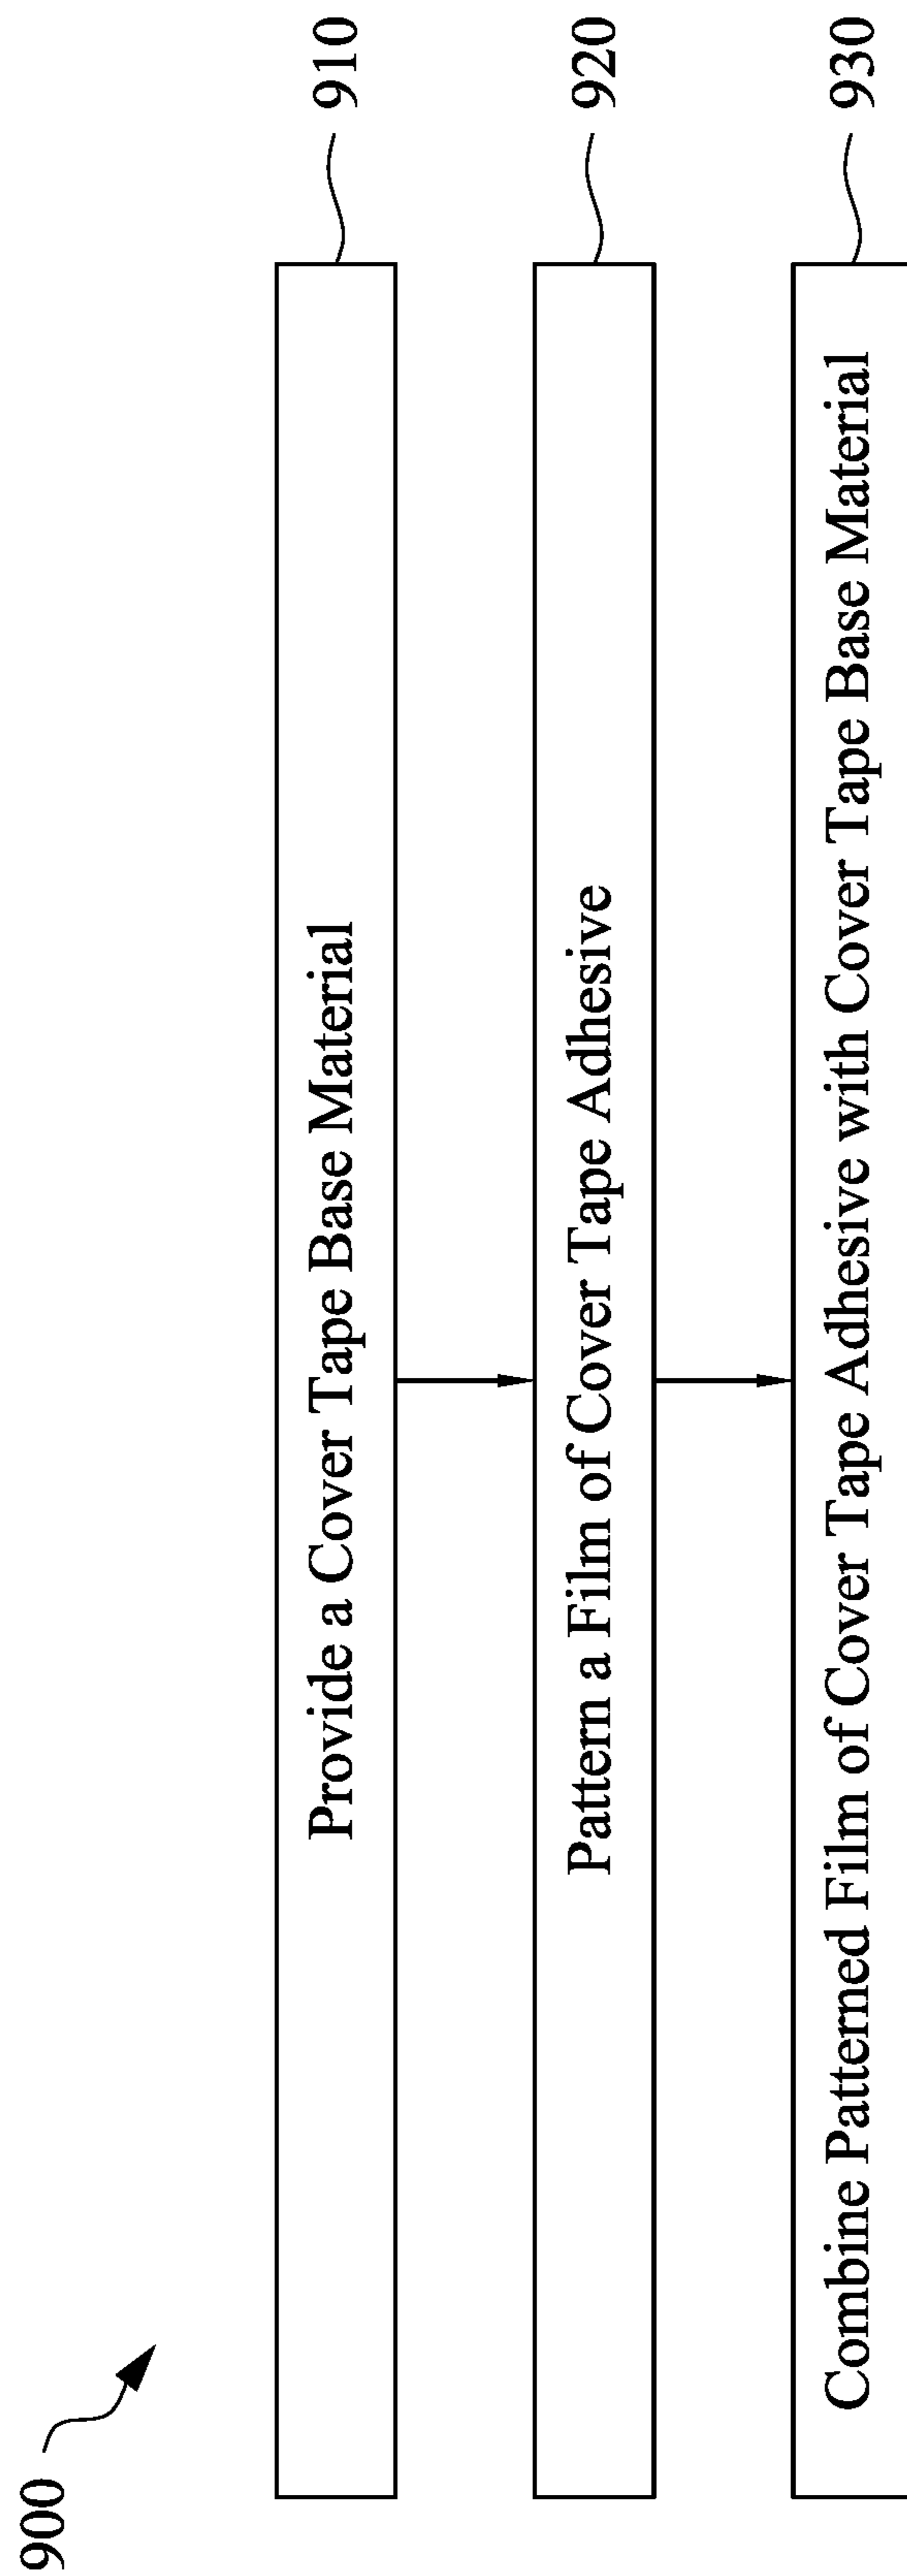 900
Provide a Cover Tape Base Material
910
Pattern a Film of Cover Tape Adhesive
920
Combine Patterned Film of Cover Tape Adhesive with Cover Tape Base Material
930